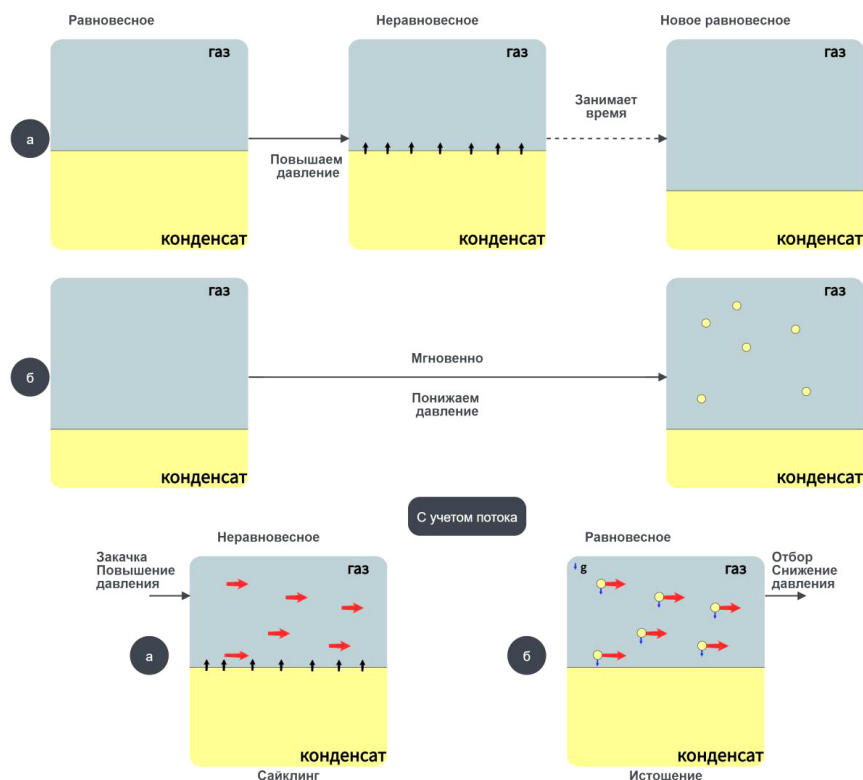 Равновесное
Неравновесное
Новое равновесное
газ
газ
газ
а
Повышаем
давление
Занимает
время
конденсат
конденсат
конденсат
газ
газ
б
Мгновенно
Понижаем
давление
конденсат
конденсат
С учетом потока
Неравновесное
Равновесное
Закачка
Повышение
давления
газ
g
газ
Отбор
Снижение
давления
а
б
конденсат
конденсат
Сайклинг
Истощение